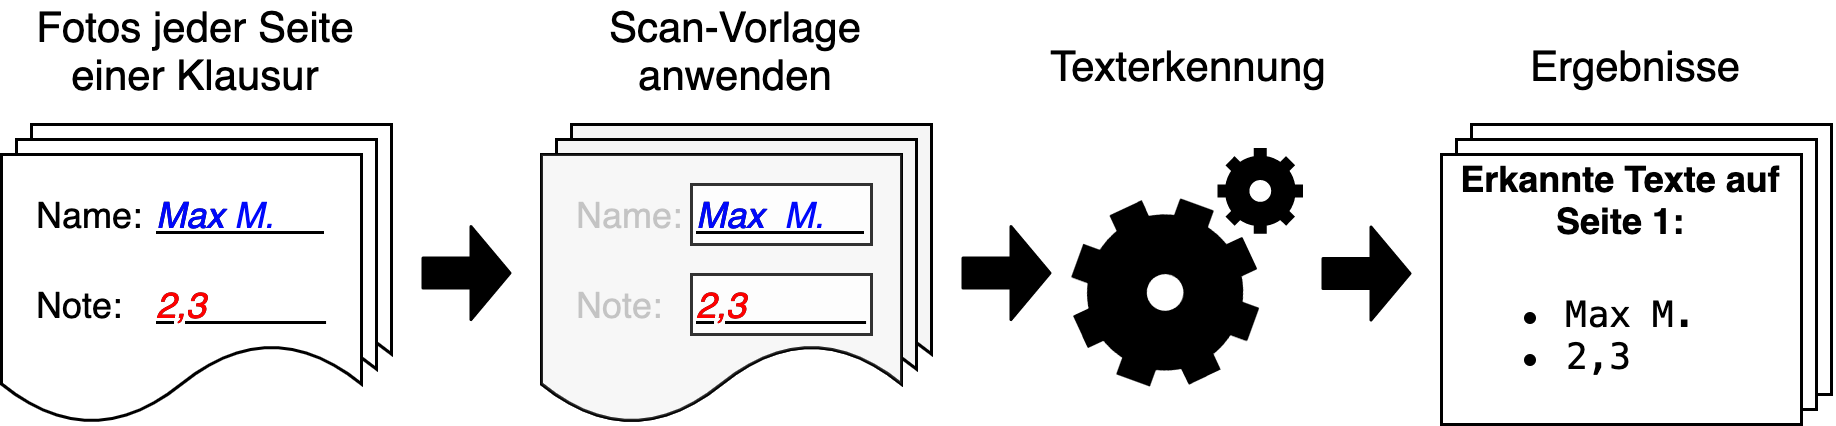 Fotos jeder Seite
einer Klausur
Name: Max M.
Note: 2,3
Scan-Vorlage
anwenden
Name: Max M.
Note: 2,3
Texterkennung
Ergebnisse
Erkannte Texte auf
Seite 1:
• Max M.
• 2,3